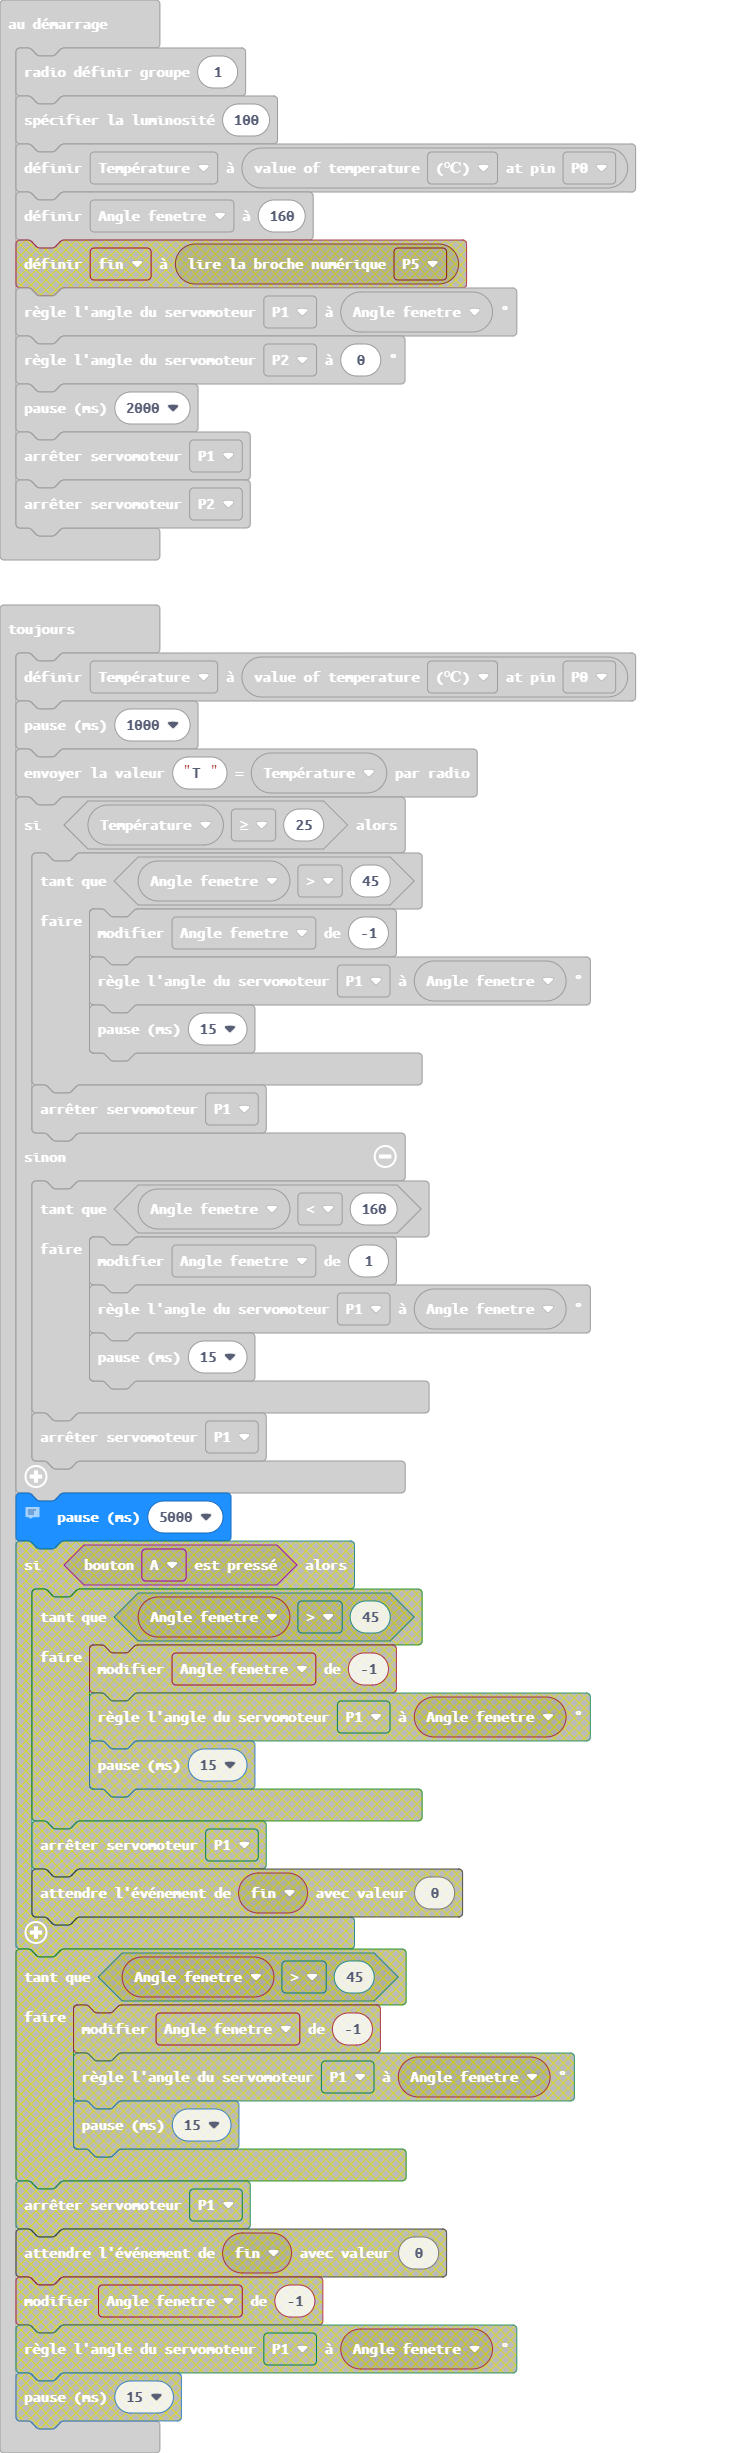 au démarrage
radio définir groupe 1
spécifier la luminosité 100
définir Température à value of temperature (℃) at pin P0
définir Angle fenetre à 160
définir fin à lire la broche numérique P5
règle l'angle du servomoteur P1 à Angle fenetre °
règle l'angle du servomoteur P2 à 0 °
pause (ms) 2000
arrêter servomoteur P1
arrêter servomoteur P2
toujours
définir Température à value of temperature (℃) at pin P0
pause (ms) 1000
envoyer la valeur "T " = Température par radio
si Température ≥ 25 alors
tant que Angle fenetre > 45
faire
modifier Angle fenetre de -1
règle l'angle du servomoteur P1 à Angle fenetre °
pause (ms) 15
arrêter servomoteur P1
sinon
tant que Angle fenetre < 160
faire
modifier Angle fenetre de 1
règle l'angle du servomoteur P1 à Angle fenetre °
pause (ms) 15
arrêter servomoteur P1
pause (ms) 5000
si bouton A est pressé alors
tant que Angle fenetre > 45
faire
modifier Angle fenetre de -1
règle l'angle du servomoteur P1 à Angle fenetre °
pause (ms) 15
arrêter servomoteur P1
attendre l'événement de fin avec valeur 0
tant que Angle fenetre > 45
faire
modifier Angle fenetre de -1
règle l'angle du servomoteur P1 à Angle fenetre °
pause (ms) 15
arrêter servomoteur P1
attendre l'événement de fin avec valeur 0
modifier Angle fenetre de -1
règle l'angle du servomoteur P1 à Angle fenetre °
pause (ms) 15